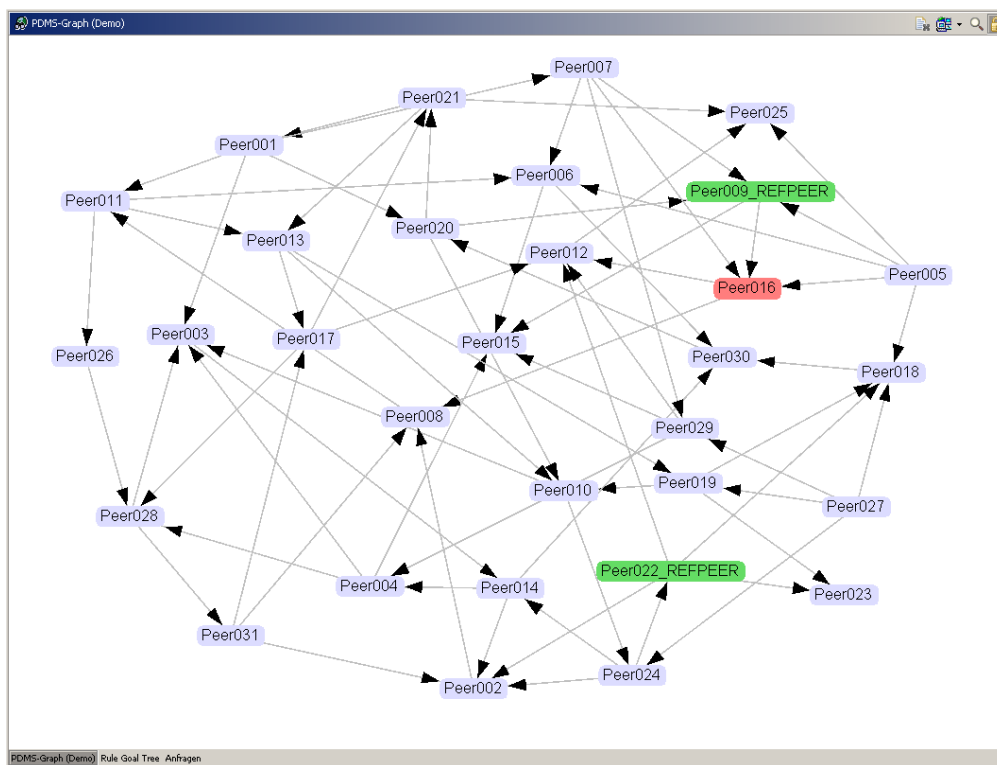 PDMS-Graph (Demo)
Peer007
Peer021
Peer025
Peer001
Peer006
Peer009_REFPEER
Peer011
Peer020
Peer013
Peer012
Peer005
Peer016
Peer003
Peer017
Peer015
Peer026
Peer030
Peer018
Peer008
Peer029
Peer019
Peer010
Peer027
Peer028
Peer022_REFPEER
Peer004
Peer014
Peer023
Peer031
Peer024
Peer002
PDMS-Graph (Demo) Rule Goal Tree Anfragen